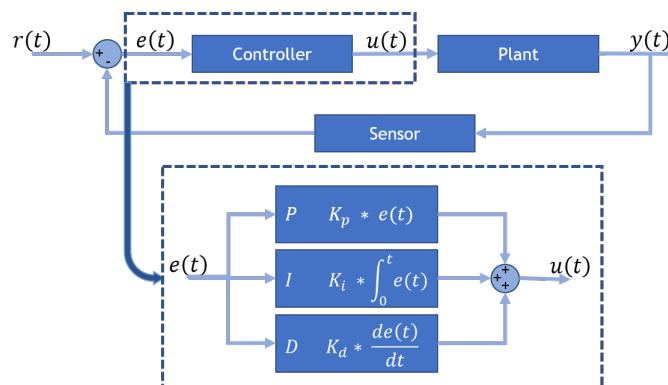 r(t)
+
-
e(t)
Controller
u(t)
Plant
y(t)
Sensor
P K_p * e(t)
e(t)
I K_i * ∫_0^t e(t)
+
+
+
u(t)
D K_d * de(t)/dt